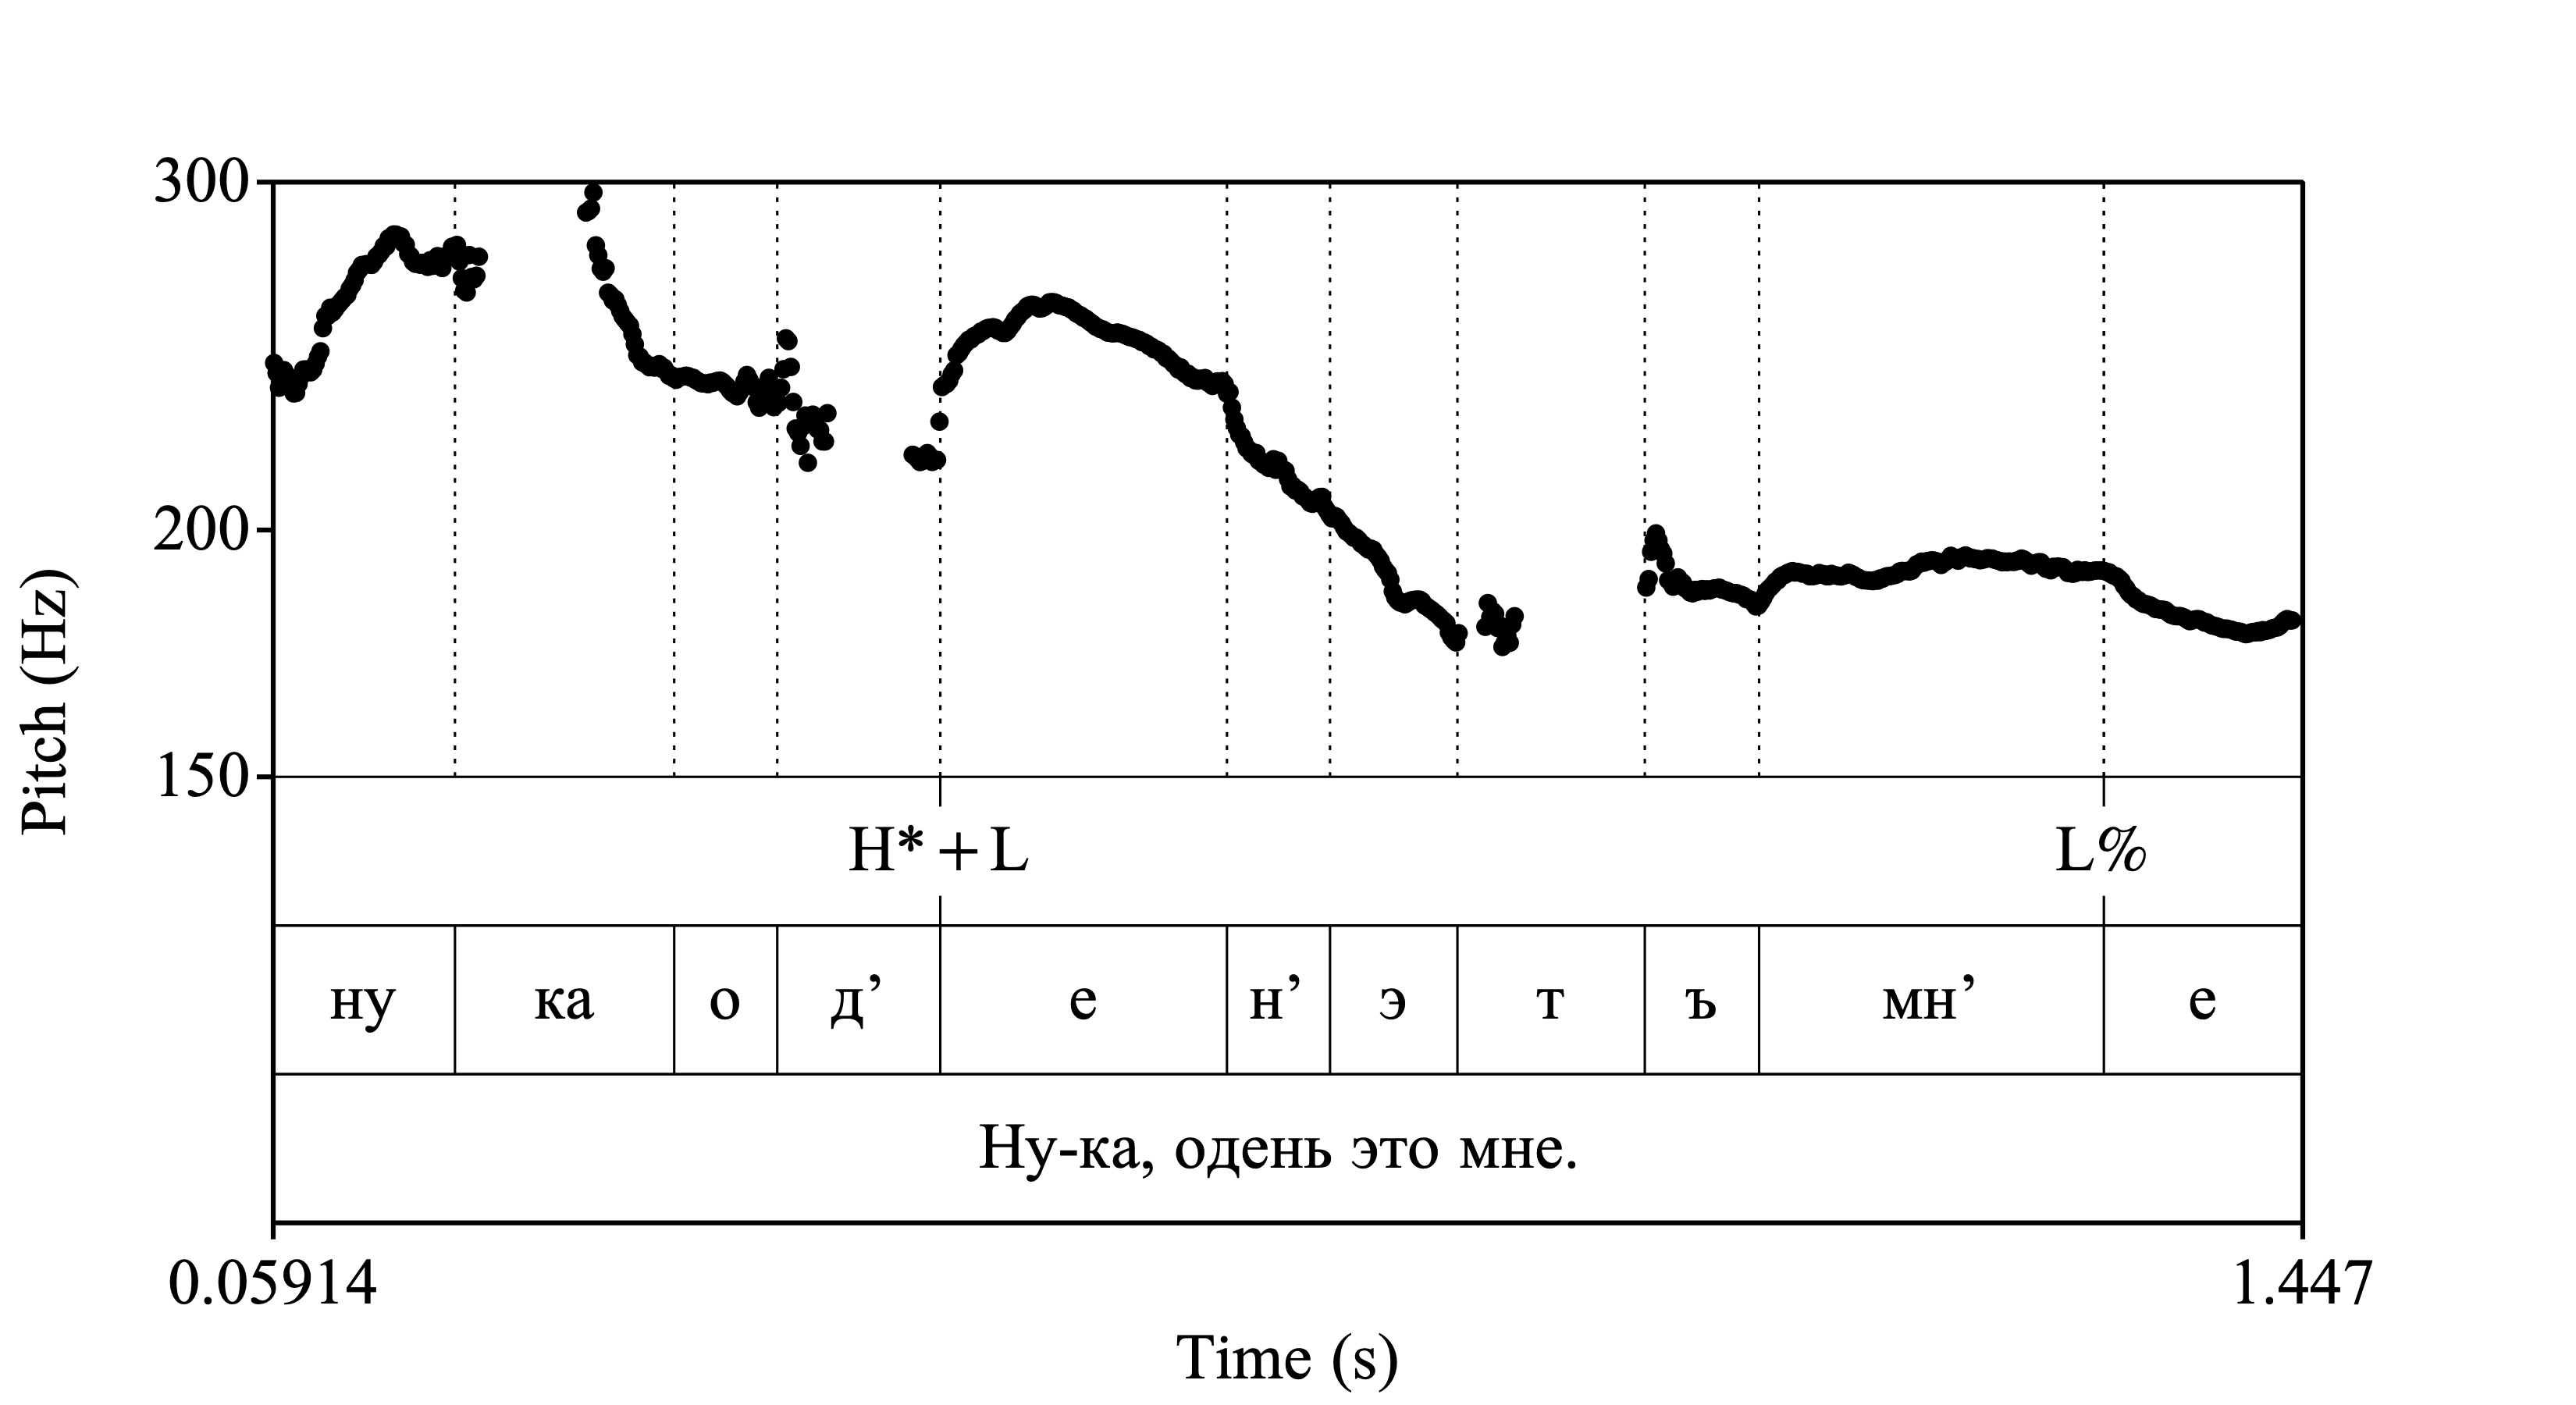 300
200
150
Pitch (Hz)
H*+L L%
ну ка о д’ е н’ э т ъ мн’ е
Ну-ка, одень это мне.
0.05914 1.447
Time (s)